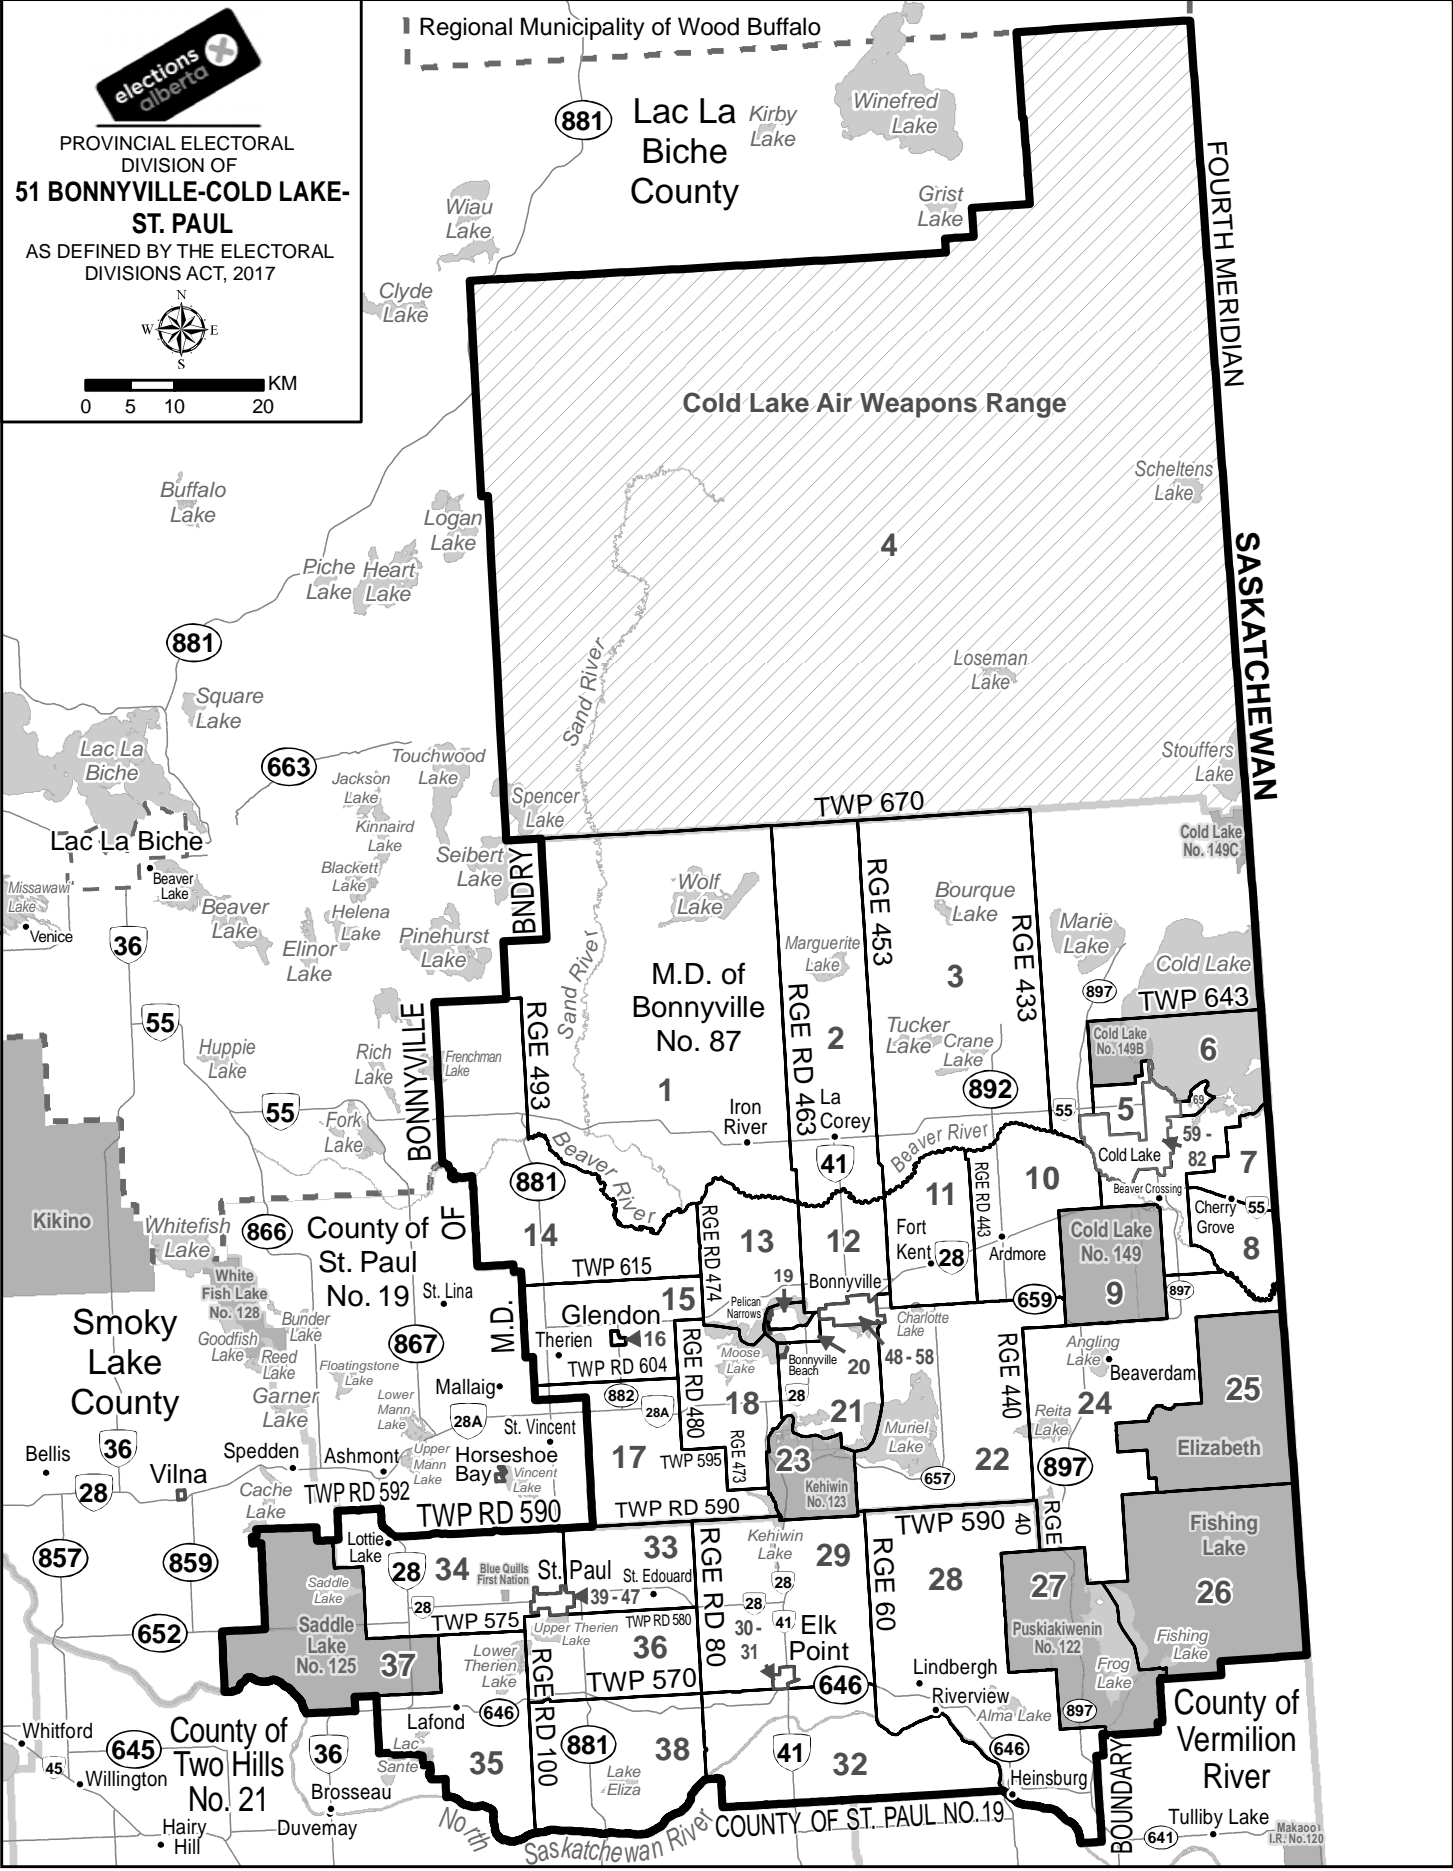 Regional Municipality of Wood Buffalo
elections
alberta
PROVINCIAL ELECTORAL
DIVISION OF
51 BONNYVILLE-COLD LAKE-
ST. PAUL
AS DEFINED BY THE ELECTORAL
DIVISIONS ACT, 2017
N
W
E
S
KM
0 5 10 20
881
Lac La
Biche
County
Kirby
Lake
Winefred
Lake
Grist
Lake
Wiau
Lake
Clyde
Lake
FOURTH MERIDIAN
Cold Lake Air Weapons Range
Scheltens
Lake
Buffalo
Lake
Logan
Lake
4
SASKATCHEWAN
Piche
Lake
Heart
Lake
881
Sand River
Loseman
Lake
Square
Lake
Lac La
Biche
663
Touchwood
Lake
Jackson
Lake
Stouffers
Lake
Spencer
Lake
TWP 670
Kinnaird
Lake
Lac La Biche
Cold Lake
No. 149C
Seibert
Lake
BNDRY
Blackett
Lake
Beaver
Lake
Missawawi
Lake
Venice
Beaver
Lake
Helena
Lake
Elinor
Lake
Pinehurst
Lake
36
Wolf
Lake
RGE 453
Bourque
Lake
RGE 433
Marie
Lake
Marguerite
Lake
Cold Lake
Sand River
M.D. of
Bonnyville
No. 87
3
897
TWP 643
55
BONNYVILLE
RGE 493
RGE RD 463
2
Tucker
Lake
Crane
Lake
Cold Lake
No. 149B
6
Huppie
Lake
Rich
Lake
Frenchman
Lake
1
892
55
Fork
Lake
Iron
River
La
Corey
55
5
69
59 -
82
Beaver River
Beaver River
41
Cold Lake
7
881
RGE RD 443
10
11
Beaver Crossing
Cherry
Grove
55
Kikino
Whitefish
Lake
866
County of
St. Paul
No. 19
OF
14
RGE RD 474
13
12
Fort
Kent
28
Ardmore
Cold Lake
No. 149
9
8
White
Fish Lake
No. 128
TWP 615
19
Bonnyville
659
897
St. Lina
M.D.
15
Pelican
Narrows
Smoky
Lake
County
Bunder
Lake
Goodfish
Lake
Reed
Lake
867
Glendon
Therien
16
Charlotte
Lake
RGE 440
Angling
Lake
Beaverdam
Floatingstone
Lake
TWP RD 604
RGE RD 480
Moose
Lake
Bonnyville
Beach
20
48 - 58
Garner
Lake
Lower
Mann
Lake
Mallaig
882
28
25
24
28A
28A
18
21
Muriel
Lake
Reita
Lake
St. Vincent
36
Bellis
Spedden
Ashmont
Upper
Mann
Lake
Horseshoe
Bay
Vincent
Lake
17
TWP 595
RGE 473
23
22
897
Elizabeth
Vilna
28
Cache
Lake
Kehiwin
No. 123
657
TWP RD 592
TWP RD 590
TWP RD 590
TWP 590
RGE
40
Fishing
Lake
26
Lottie
Lake
857
859
28
34
Blue Quills
First Nation
St. Paul
33
St. Edouard
RGE RD 80
Kehiwin
Lake
29
RGE 60
28
27
Saddle
Lake
28
39 - 47
28
28
652
Saddle
Lake
No. 125
37
TWP 575
Upper Therien
Lake
TWP RD 580
30 -
31
41
Elk
Point
Puskiakiwenin
No. 122
Fishing
Lake
Lower
Therien
Lake
RGE RD 100
36
TWP 570
646
Lindbergh
Riverview
Frog
Lake
Whitford
645
County of
Two Hills
No. 21
Lafond
646
Alma Lake
897
County of
Vermilion
River
45
Willington
36
Lac
Sante
881
38
41
646
35
Lake
Eliza
32
Heinsburg
BOUNDARY
Brosseau
Duvernay
Hairy
Hill
North
Saskatchewan River
COUNTY OF ST. PAUL NO.19
Tulliby Lake
641
Makaoo
I.R. No.120